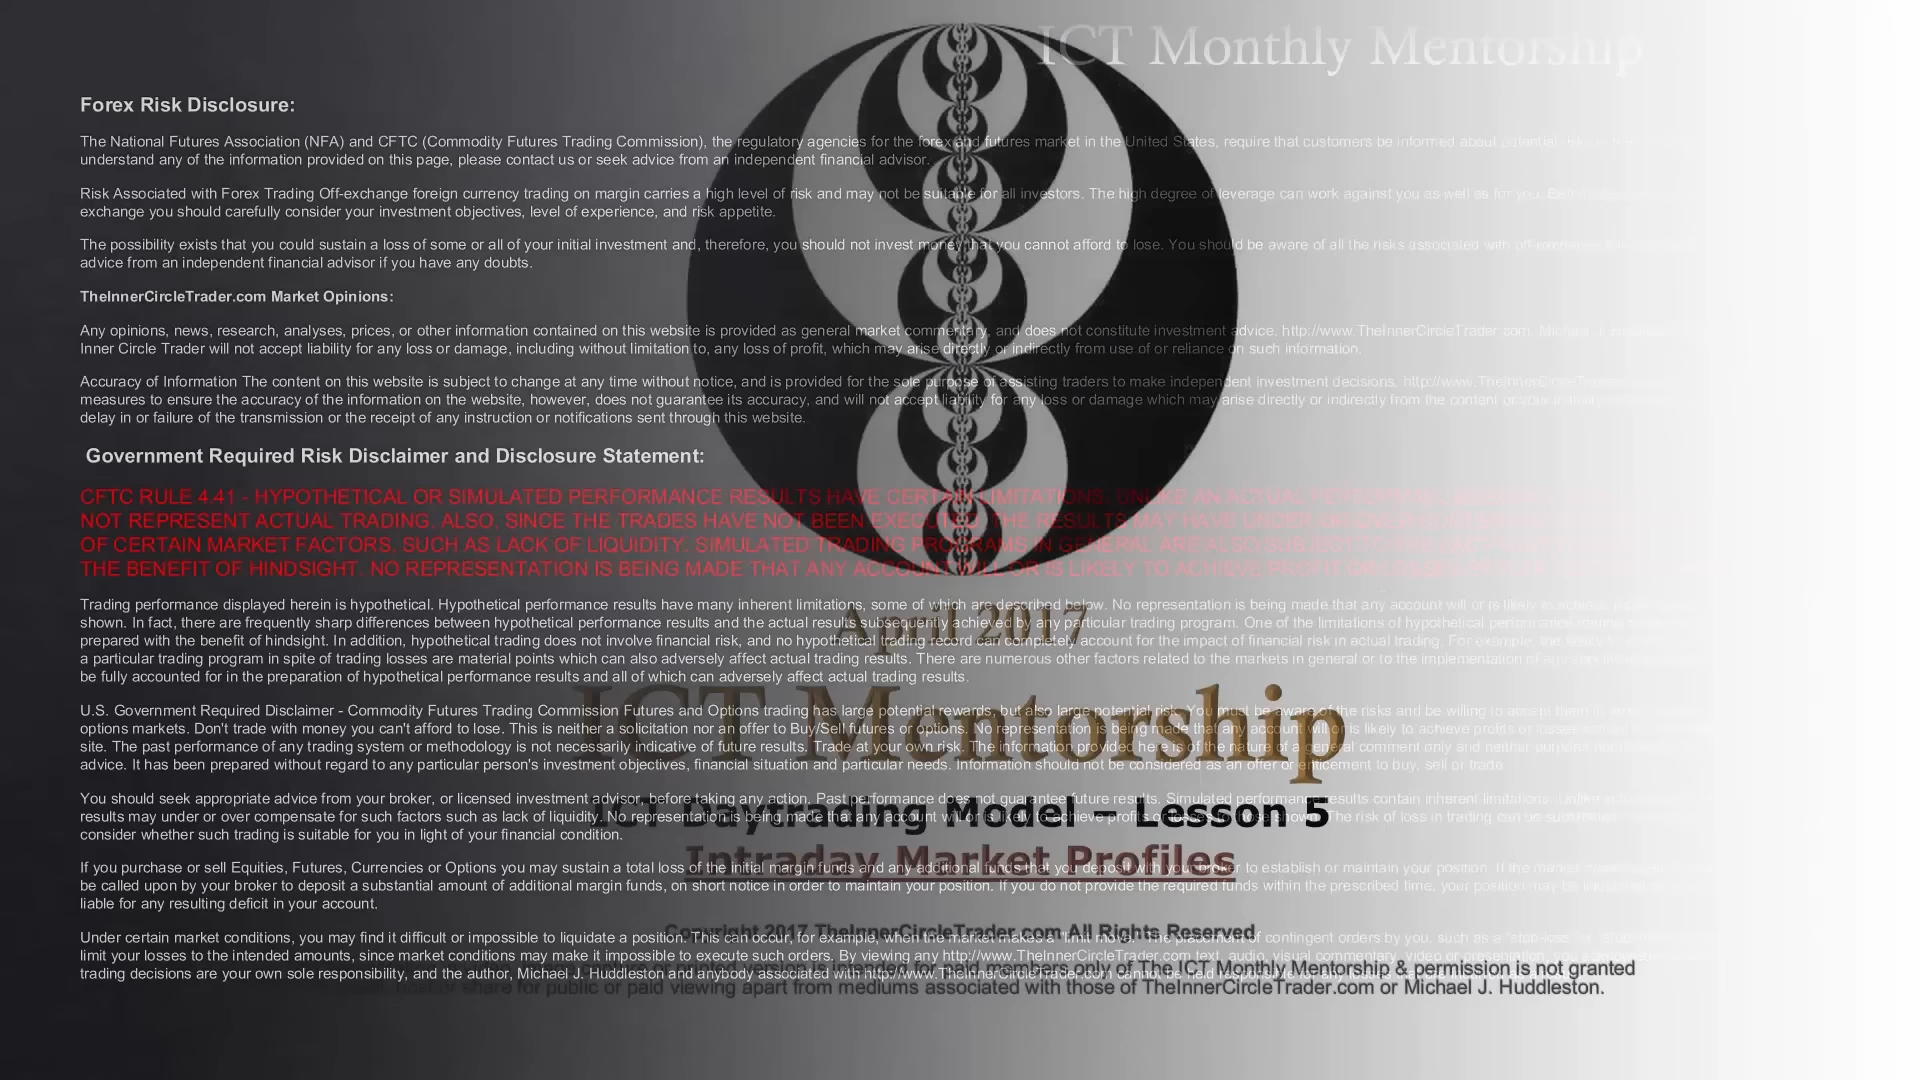 ICT Monthly Mentorship
Forex Risk Disclosure:
The National Futures Association (NFA) and CFTC (Commodity Futures Trading Commission), the regulatory agencies for the forex and futures market in the United States, require that customers be informed about potential
understand any of the information provided on this page, please contact us or seek advice from an independent financial advisor.
Risk Associated with Forex Trading Off-exchange foreign currency trading on margin carries a high level of risk and may not be suitable for all investors. The high degree of leverage can work against you as well as for you.
exchange you should carefully consider your investment objectives, level of experience, and risk appetite.
The possibility exists that you could sustain a loss of some or all of your initial investment and, therefore, you should not invest money that you cannot afford to lose. You should be aware of all the risks associated with
advice from an independent financial advisor if you have any doubts.
TheInnerCircleTrader.com Market Opinions:
Any opinions, news, research, analyses, prices, or other information contained on this website is provided as general market commentary, and does not constitute investment advice. http://www.TheInnerCircleTrader.com,
Inner Circle Trader will not accept liability for any loss or damage, including without limitation to, any loss of profit, which may arise directly or indirectly from use of or reliance on such information.
Accuracy of Information The content on this website is subject to change at any time without notice, and is provided for the sole purpose of assisting traders to make independent investment decisions.
measures to ensure the accuracy of the information on the website, however, does not guarantee its accuracy, and will not accept liability for any loss or damage which may arise directly or indirectly from the content
delay in or failure of the transmission or the receipt of any instruction or notifications sent through this website.
Government Required Risk Disclaimer and Disclosure Statement:
CFTC RULE 4.41 - HYPOTHETICAL OR SIMULATED PERFORMANCE RESULTS HAVE CERTAIN LIMITATIONS. UNLIKE AN ACTUAL
NOT REPRESENT ACTUAL TRADING. ALSO, SINCE THE TRADES HAVE NOT BEEN EXECUTED, THE RESULTS MAY HAVE
OF CERTAIN MARKET FACTORS, SUCH AS LACK OF LIQUIDITY. SIMULATED TRADING PROGRAMS IN GENERAL ARE ALSO
THE BENEFIT OF HINDSIGHT. NO REPRESENTATION IS BEING MADE THAT ANY ACCOUNT WILL OR IS LIKELY TO ACHIEVE
Trading performance displayed herein is hypothetical. Hypothetical performance results have many inherent limitations, some of which are described below. No representation is being made that any account will or is likely to achieve
April 2017
shown. In fact, there are frequently sharp differences between hypothetical performance results and the actual results subsequently achieved by any particular trading program. One of the limitations of hypothetical
prepared with the benefit of hindsight. In addition, hypothetical trading does not involve financial risk, and no hypothetical trading record can completely account for the impact of financial risk in actual trading. For example,
a particular trading program in spite of trading losses are material points which can also adversely affect actual trading results. There are numerous other factors related to the markets in general or to the implementation of
be fully accounted for in the preparation of hypothetical performance results and all of which can adversely affect actual trading results.
U.S. Government Required Disclaimer - Commodity Futures Trading Commission Futures and Options trading has large potential rewards, but also large potential risk. You must be aware of the risks and be willing to accept them
ICT Mentorship
options markets. Don't trade with money you can't afford to lose. This is neither a solicitation nor an offer to Buy/Sell futures or options. No representation is being made that any account will or is likely to achieve profits or losses
site. The past performance of any trading system or methodology is not necessarily indicative of future results. Trade at your own risk. The information provided here is of the nature of a general comment only and neither
advice. It has been prepared without regard to any particular person's investment objectives, financial situation and particular needs. Information should not be considered as an offer or enticement to buy, sell or trade.
You should seek appropriate advice from your broker, or licensed investment advisor, before taking any action. Past performance does not guarantee future results. Simulated performance results contain inherent limitations.
ICT Daytrading Model – Lesson 5
results may under or over compensate for such factors such as lack of liquidity. No representation is being made that any account will or is likely to achieve profits or losses to those shown. The risk of loss in trading can be
consider whether such trading is suitable for you in light of your financial condition.
Intraday Market Profiles
If you purchase or sell Equities, Futures, Currencies or Options you may sustain a total loss of the initial margin funds and any additional funds that you deposit with your broker to establish or maintain your position. If the market
be called upon by your broker to deposit a substantial amount of additional margin funds, on short notice in order to maintain your position. If you do not provide the required funds within the prescribed time, your position may be
liable for any resulting deficit in your account.
Copyright 2017 TheInnerCircleTrader.com All Rights Reserved
Under certain market conditions, you may find it difficult or impossible to liquidate a position. This can occur, for example, when the market makes a "limit move." The placement of contingent orders by you, such as a
limit your losses to the intended amounts, since market conditions may make it impossible to execute such orders. By viewing any http://www.TheInnerCircleTrader.com text, audio, visual commentary, video or presentation,
or printed version is intended for paid members only of The ICT Monthly Mentorship & permission is not granted
trading decisions are your own sole responsibility, and the author, Michael J. Huddleston and anybody associated with http://www.TheInnerCircleTrader.com cannot be held responsible for any
or share for public or paid viewing apart from mediums associated with those of TheInnerCircleTrader.com or Michael J. Huddleston.